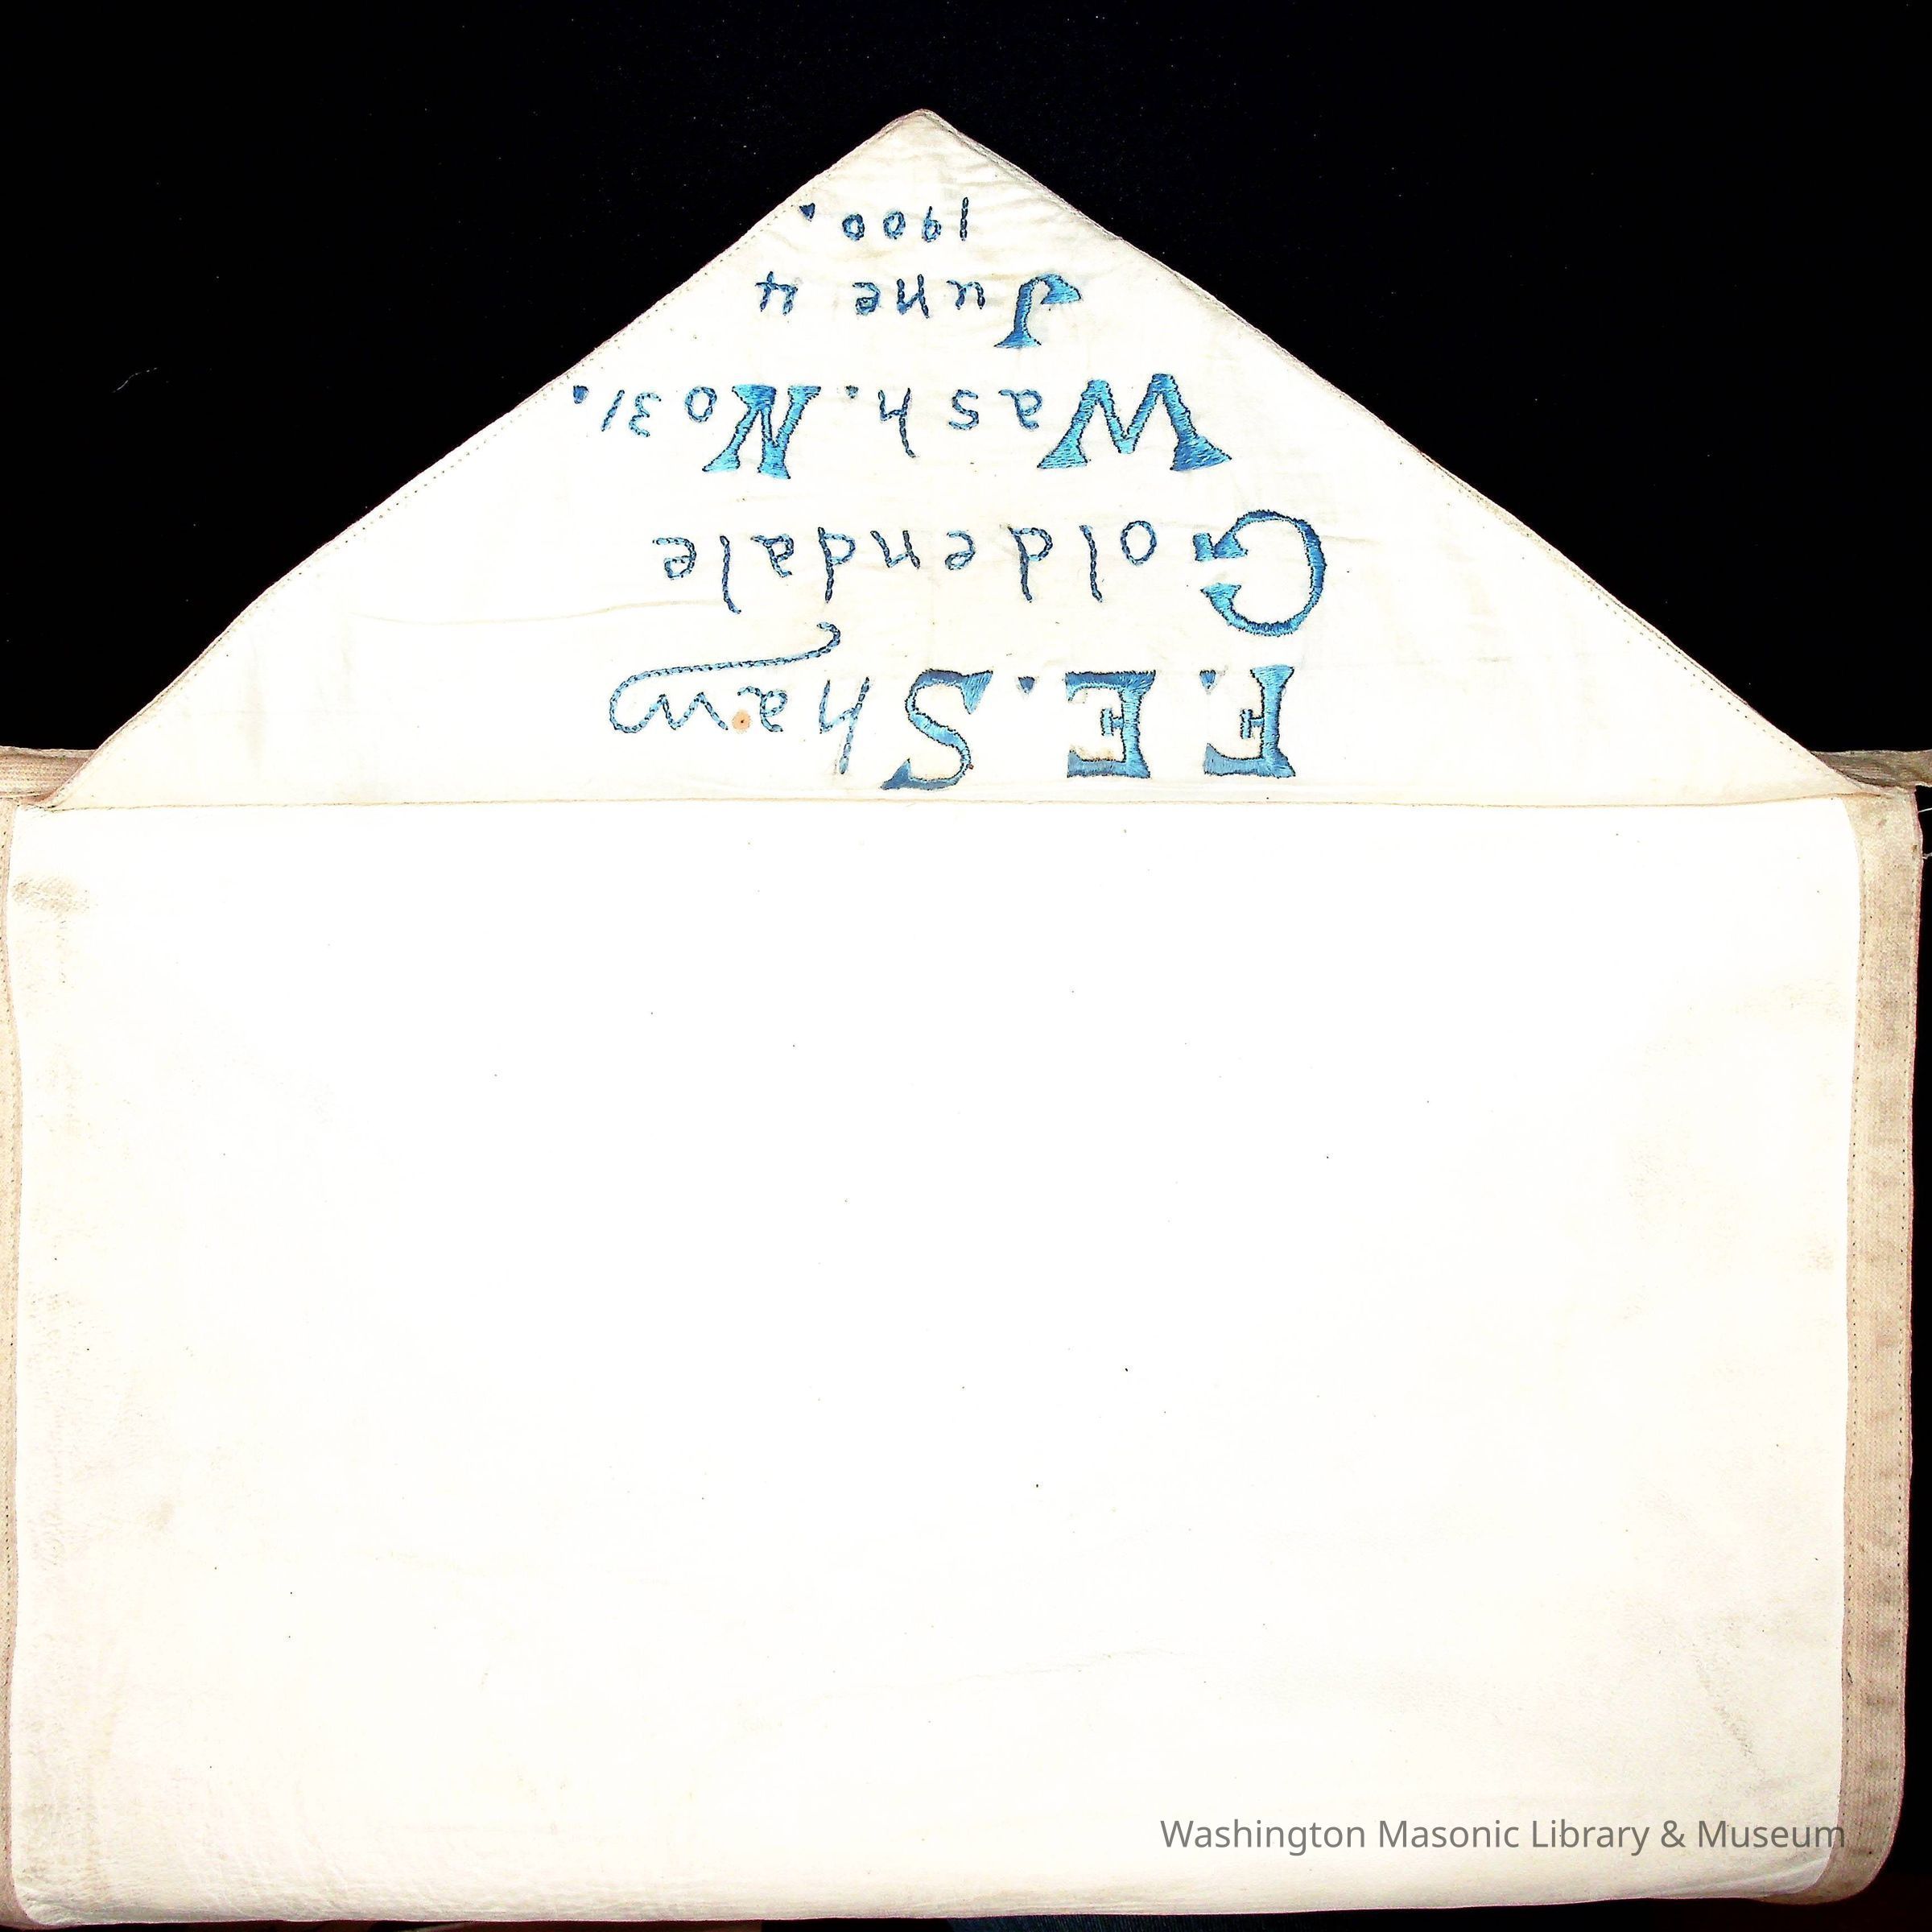 F.E. Shaw
Goldendale
Wash. No 31.
June 4
1900.
Washington Masonic Library & Museum